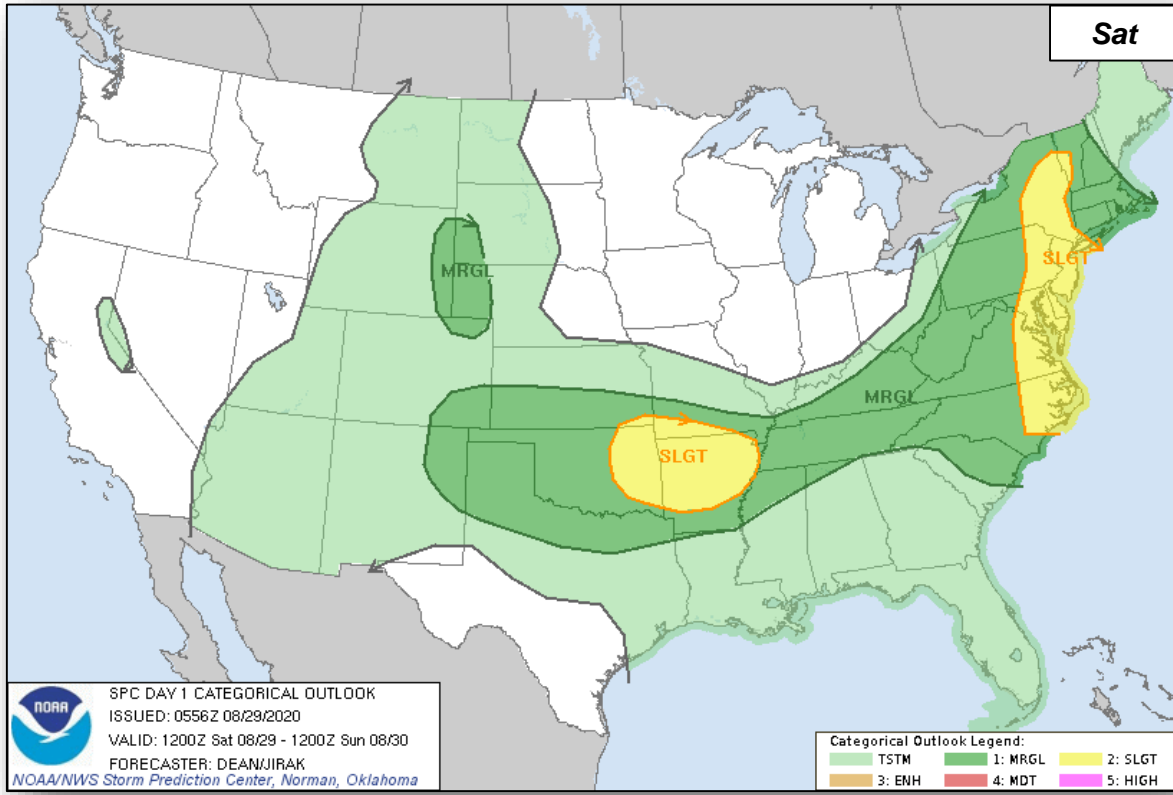 Sat
MRGL
SLGT
MRGL
SLGT
SPC DAY 1 CATEGORICAL OUTLOOK
ISSUED: 0556Z 08/29/2020
VALID: 1200Z Sat 08/29 - 1200Z Sun 08/30
FORECASTER: DEAN/JIRAK
NOAA/NWS Storm Prediction Center, Norman, Oklahoma
NOAA
Categorical Outlook Legend:
TSTM 1: MRGL 2: SLGT
3: ENH 4: MDT 5: HIGH